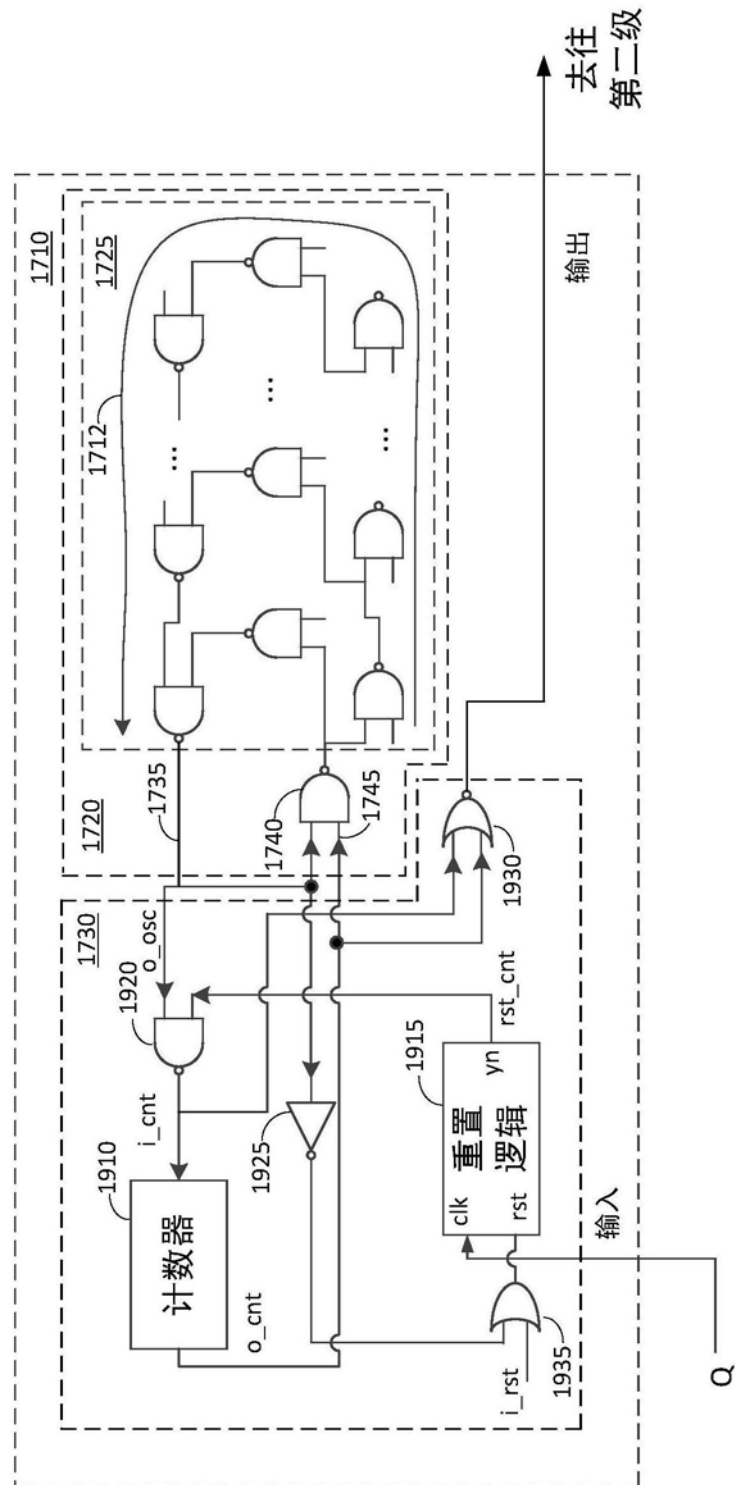 1710
1720
1725
1712
...
...
...
1735
1740
1745
去往
第二级
输出
1730
o_osc
1920
i_cnt
1910
计数器
o_cnt
1925
1930
rst_cnt
1915
重置
逻辑
yn
clk
rst
输入
i_rst
1935
Q